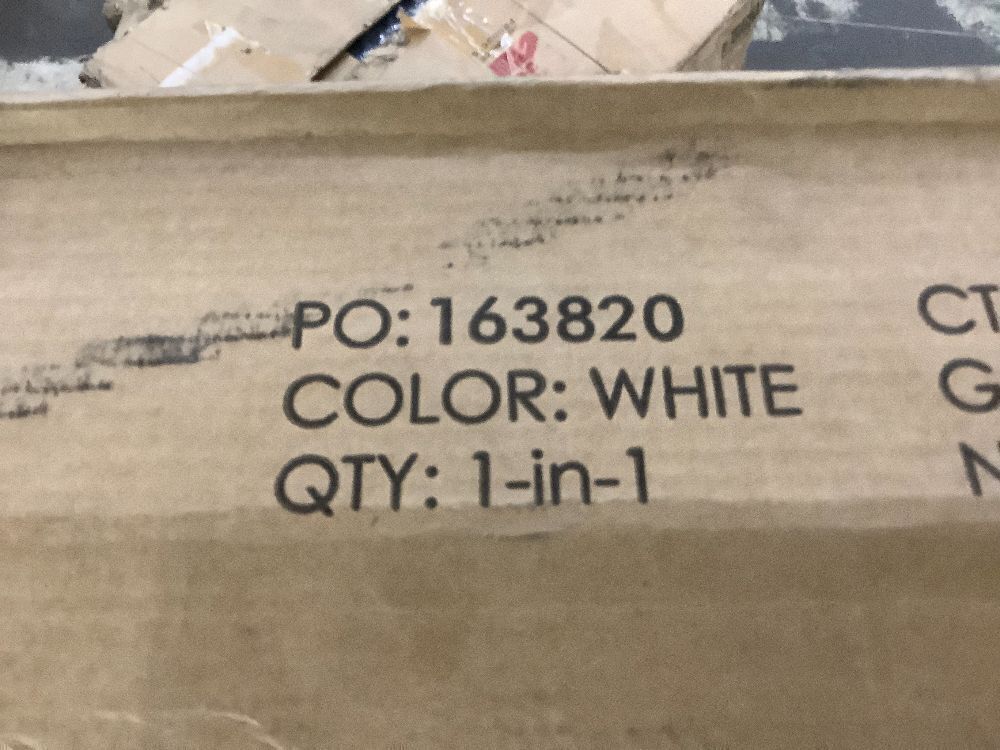 PO: 163820
COLOR: WHITE
QTY: 1-in-1